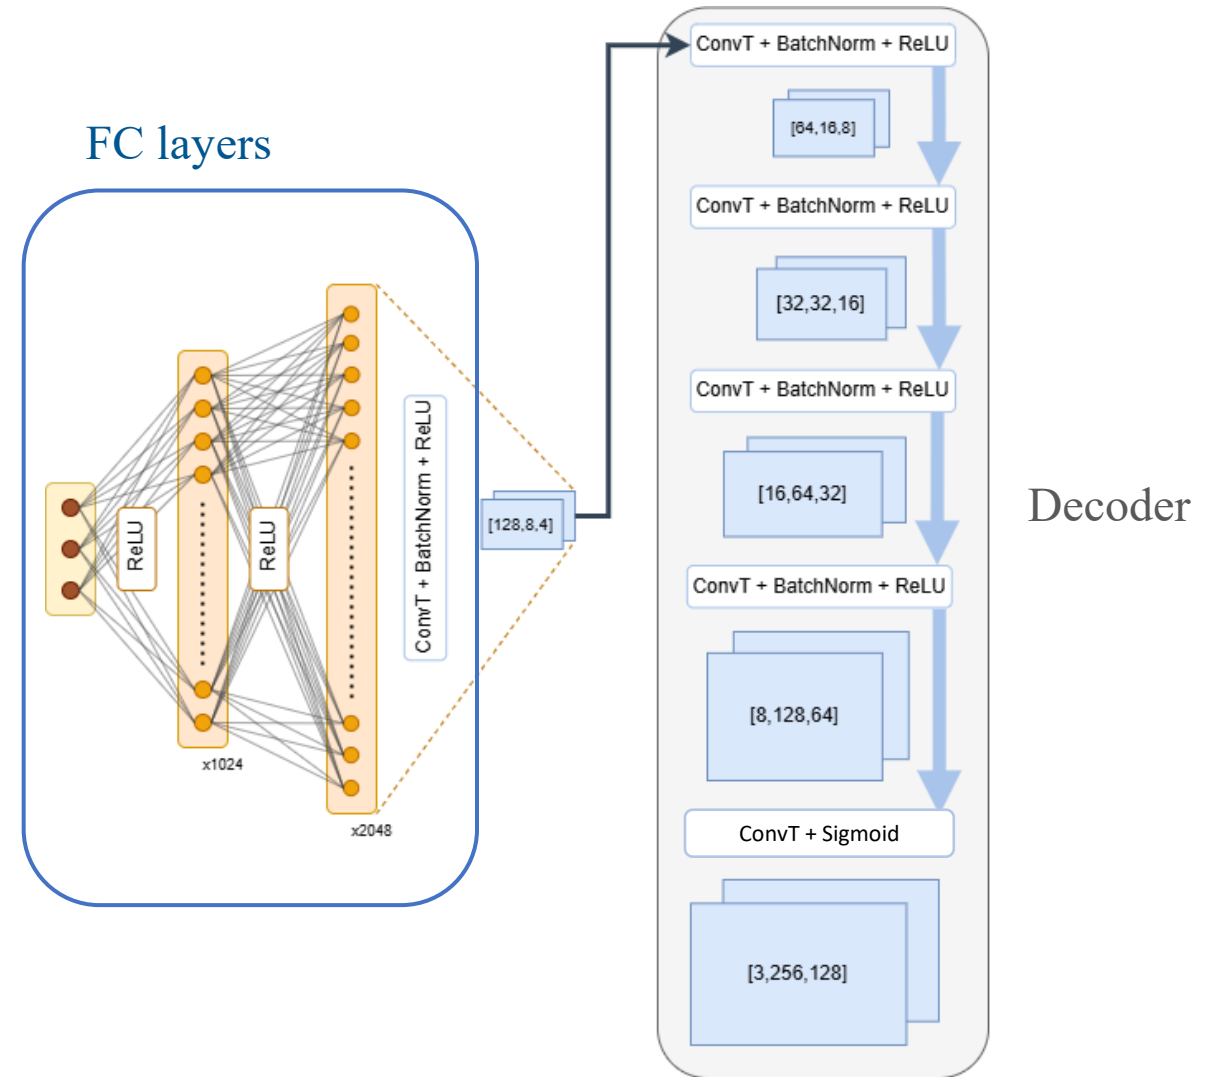 FC layers
ReLU
x1024
ReLU
x2048
ConvT + BatchNorm + ReLU
[128,8,4]
ConvT + BatchNorm + ReLU
[64,16,8]
ConvT + BatchNorm + ReLU
[32,32,16]
ConvT + BatchNorm + ReLU
[16,64,32]
ConvT + BatchNorm + ReLU
[8,128,64]
ConvT + Sigmoid
[3,256,128]
Decoder